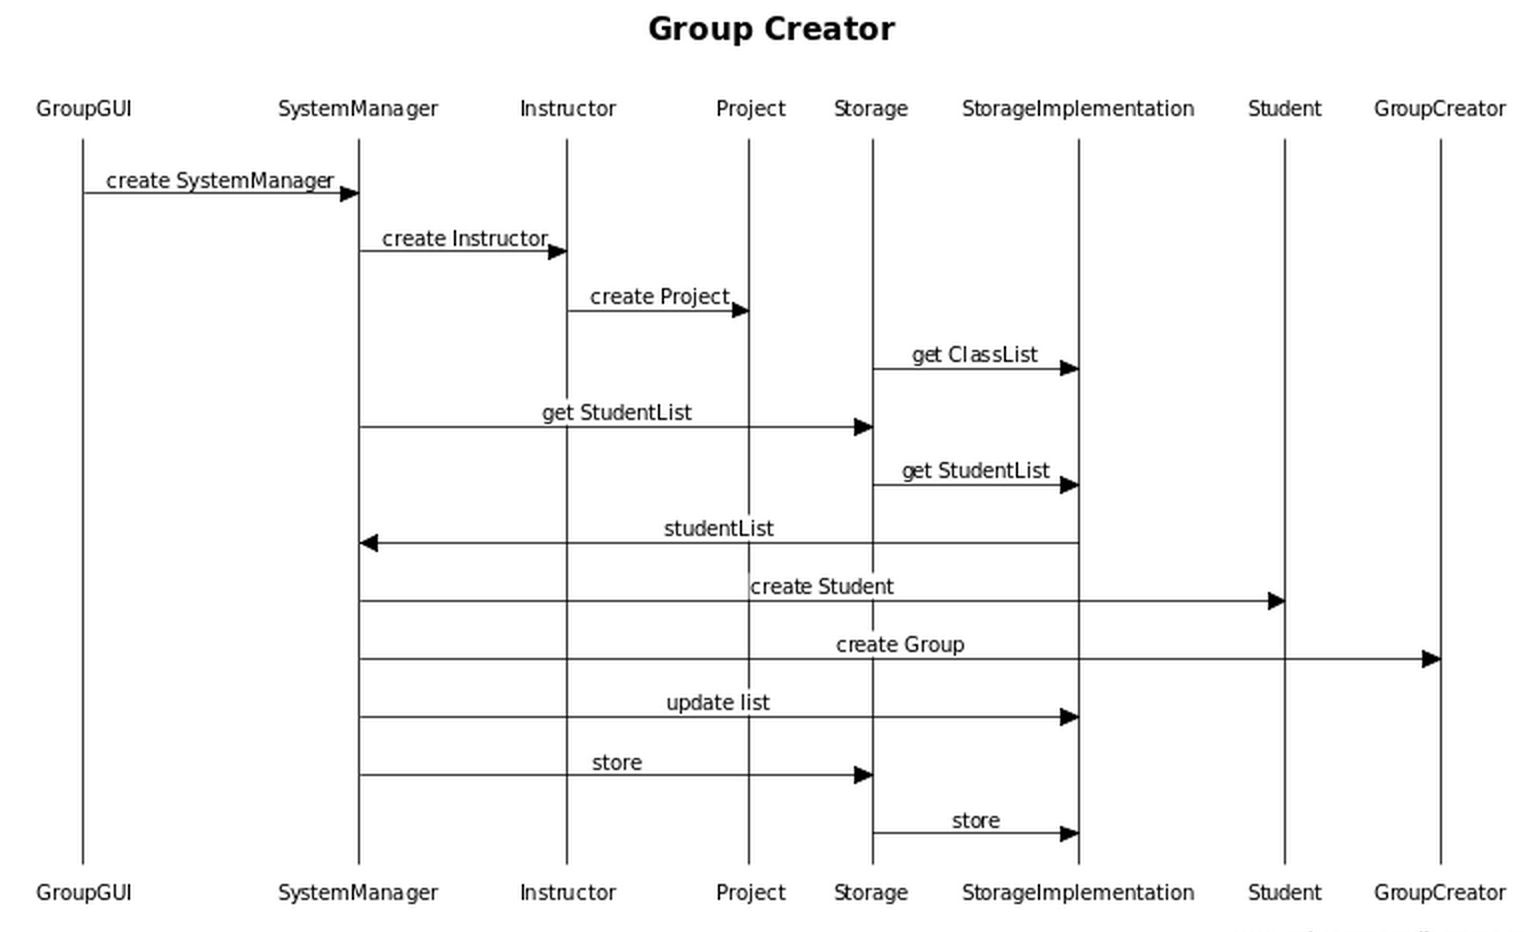 Group Creator
GroupGUI SystemManager Instructor Project Storage StorageImplementation Student GroupCreator
create SystemManager
create Instructor
create Project
get ClassList
get StudentList
get StudentList
studentList
create Student
create Group
update list
store
store
GroupGUI SystemManager Instructor Project Storage StorageImplementation Student GroupCreator